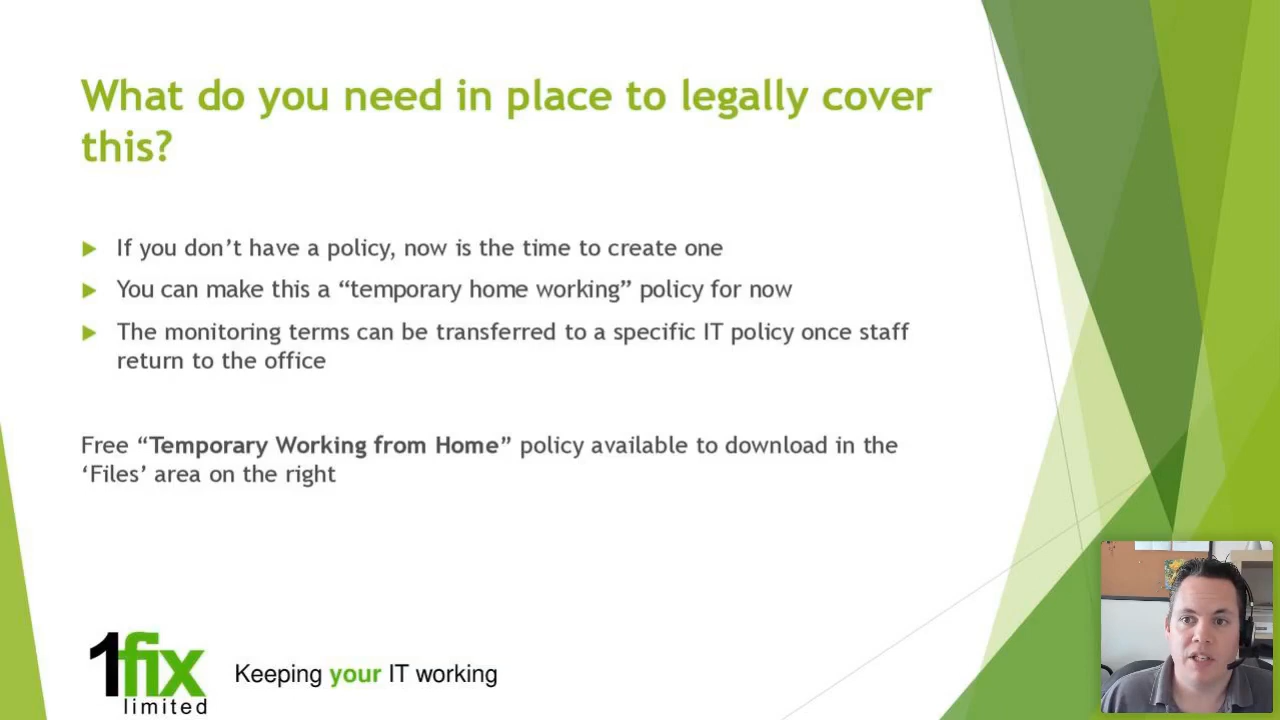 What do you need in place to legally cover
this?
If you don’t have a policy, now is the time to create one
You can make this a “temporary home working” policy for now
The monitoring terms can be transferred to a specific IT policy once staff
return to the office
Free “Temporary Working from Home” policy available to download in the
‘Files’ area on the right
1fix
limited
Keeping your IT working